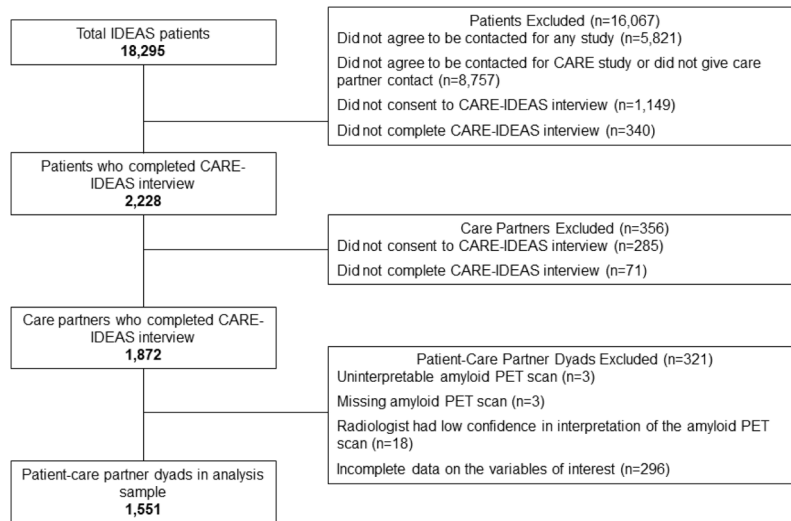 Total IDEAS patients
18,295
Patients Excluded (n=16,067)
Did not agree to be contacted for any study (n=5,821)
Did not agree to be contacted for CARE study or did not give care
partner contact (n=8,757)
Did not consent to CARE-IDEAS interview (n=1,149)
Did not complete CARE-IDEAS interview (n=340)
Patients who completed CARE-
IDEAS interview
2,228
Care Partners Excluded (n=356)
Did not consent to CARE-IDEAS interview (n=285)
Did not complete CARE-IDEAS interview (n=71)
Care partners who completed CARE-
IDEAS interview
1,872
Patient-Care Partner Dyads Excluded (n=321)
Uninterpretable amyloid PET scan (n=3)
Missing amyloid PET scan (n=3)
Radiologist had low confidence in interpretation of the amyloid PET
scan (n=18)
Incomplete data on the variables of interest (n=296)
Patient-care partner dyads in analysis
sample
1,551